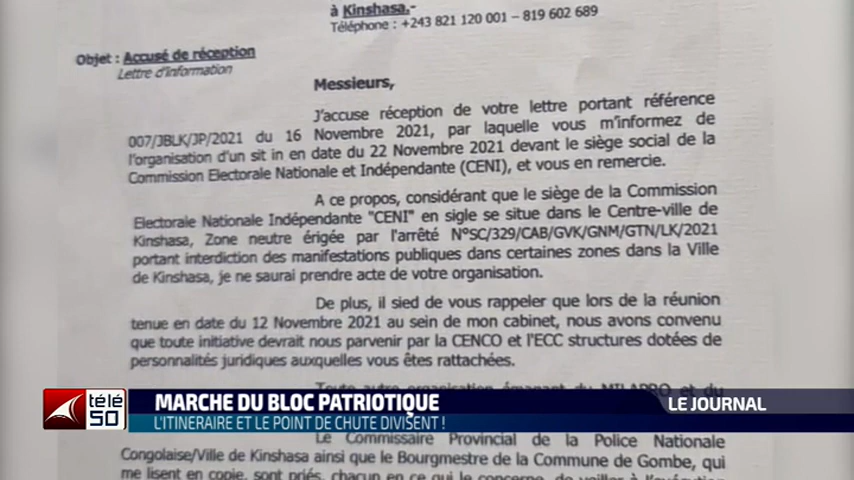 à Kinshasa.-
Téléphone : +243 821 120 001 – 819 602 689
Objet : Accusé de réception
Lettre d'information
Messieurs,
J'accuse réception de votre lettre portant référence
007/JBLK/JP/2021 du 16 Novembre 2021, par laquelle vous m'informez de
l'organisation d'un sit in en date du 22 Novembre 2021 devant le siège social de la
Commission Electorale Nationale et Indépendante (CENI), et vous en remercie.
A ce propos, considérant que le siège de la Commission
Electorale Nationale Indépendante "CENI" en sigle se situe dans le Centre-ville de
Kinshasa, Zone neutre érigée par l'arrêté N°SC/329/CAB/GVK/GNM/GTN/LK/2021
portant interdiction des manifestations publiques dans certaines zones dans la Ville
de Kinshasa, je ne saurai prendre acte de votre organisation.
De plus, il sied de vous rappeler que lors de la réunion
tenue en date du 12 Novembre 2021 au sein de mon cabinet, nous avons convenu
que toute initiative devrait nous parvenir par la CENCO et l'ECC structures dotées de
personnalités juridiques auxquelles vous êtes rattachées.
Toute autre organisation émanant du MILAPRO et du
télé 50
MARCHE DU BLOC PATRIOTIQUE
LE JOURNAL
L'ITINERAIRE ET LE POINT DE CHUTE DIVISENT !
Le Commissaire Provincial de la Police Nationale
Congolaise/Ville de Kinshasa ainsi que le Bourgmestre de la Commune de Gombe, qui
me lisent en copie, sont priés, chacun en ce qui le concerne, de veiller à l'exécution